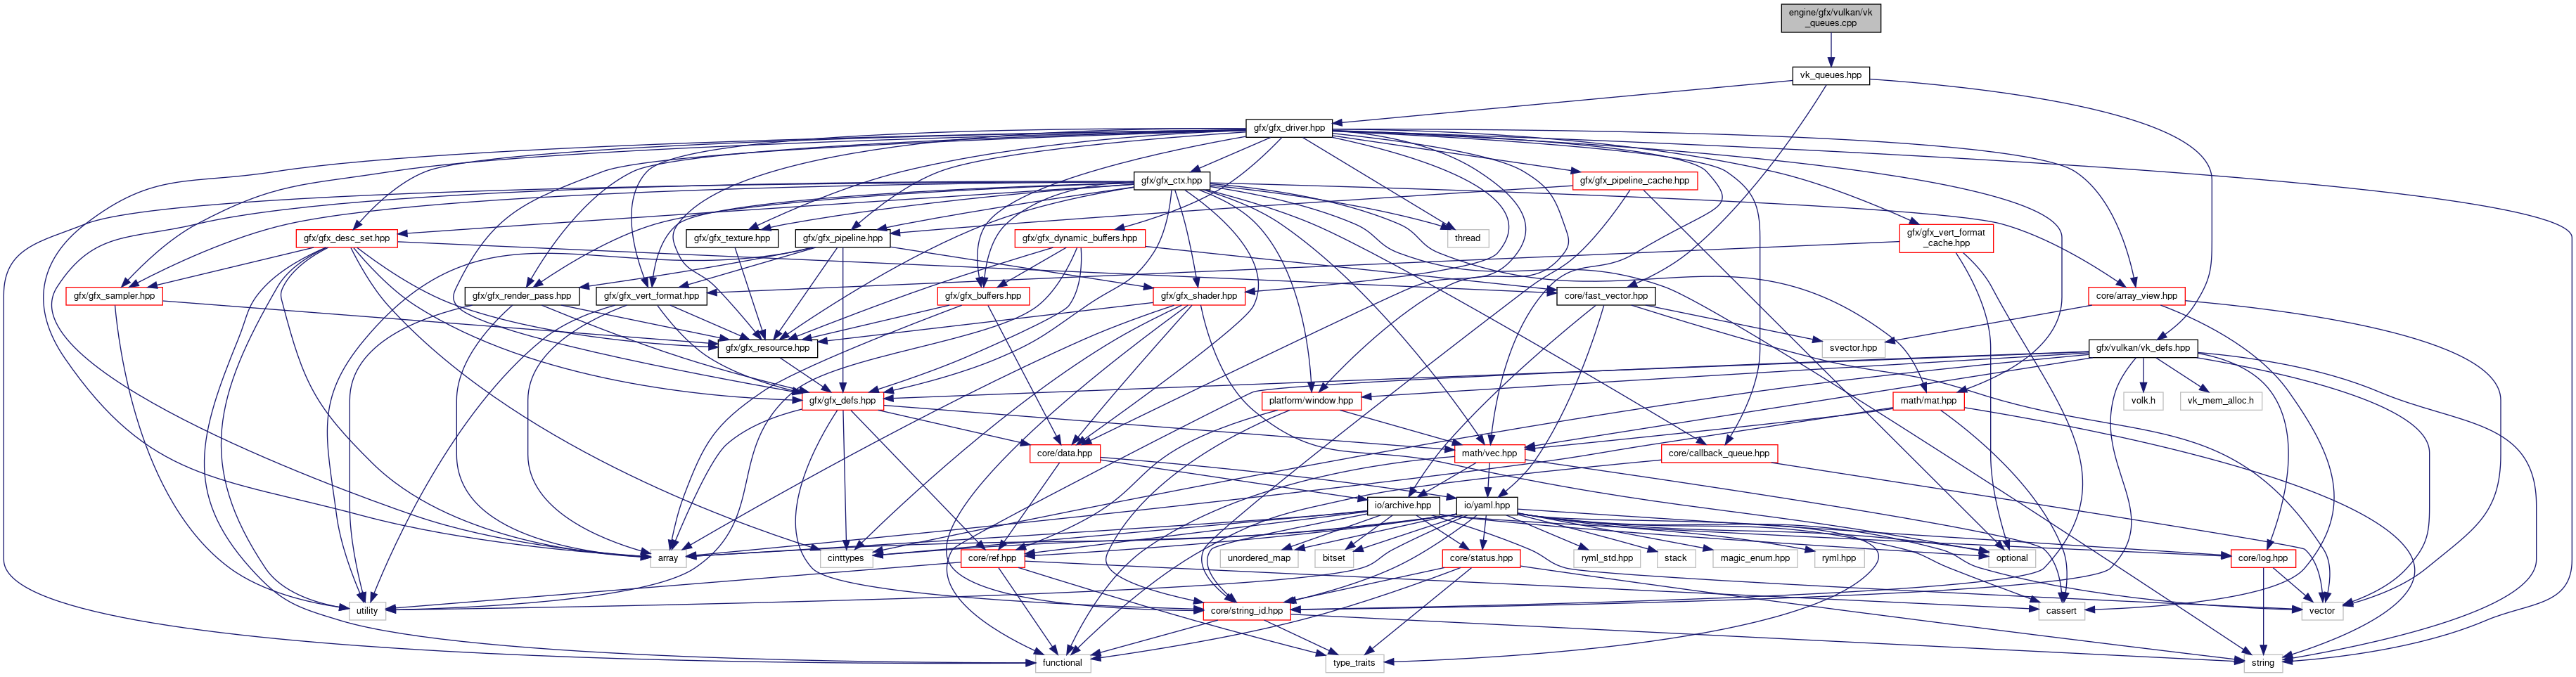 engine/gfx/vulkan/vk
_queues.cpp
vk_queues.hpp
gfx/gfx_driver.hpp
gfx/gfx_ctx.hpp
gfx/gfx_pipeline_cache.hpp
gfx/gfx_desc_set.hpp
gfx/gfx_texture.hpp
gfx/gfx_pipeline.hpp
gfx/gfx_dynamic_buffers.hpp
thread
gfx/gfx_vert_format
_cache.hpp
gfx/gfx_sampler.hpp
gfx/gfx_render_pass.hpp
gfx/gfx_vert_format.hpp
gfx/gfx_buffers.hpp
gfx/gfx_shader.hpp
core/fast_vector.hpp
core/array_view.hpp
gfx/gfx_resource.hpp
svector.hpp
gfx/vulkan/vk_defs.hpp
gfx/gfx_defs.hpp
platform/window.hpp
math/mat.hpp
volk.h
vk_mem_alloc.h
core/data.hpp
math/vec.hpp
core/callback_queue.hpp
io/archive.hpp
io/yaml.hpp
array
cinttypes
core/ref.hpp
unordered_map
bitset
core/status.hpp
ryml_std.hpp
stack
magic_enum.hpp
ryml.hpp
optional
core/log.hpp
utility
core/string_id.hpp
cassert
vector
functional
type_traits
string